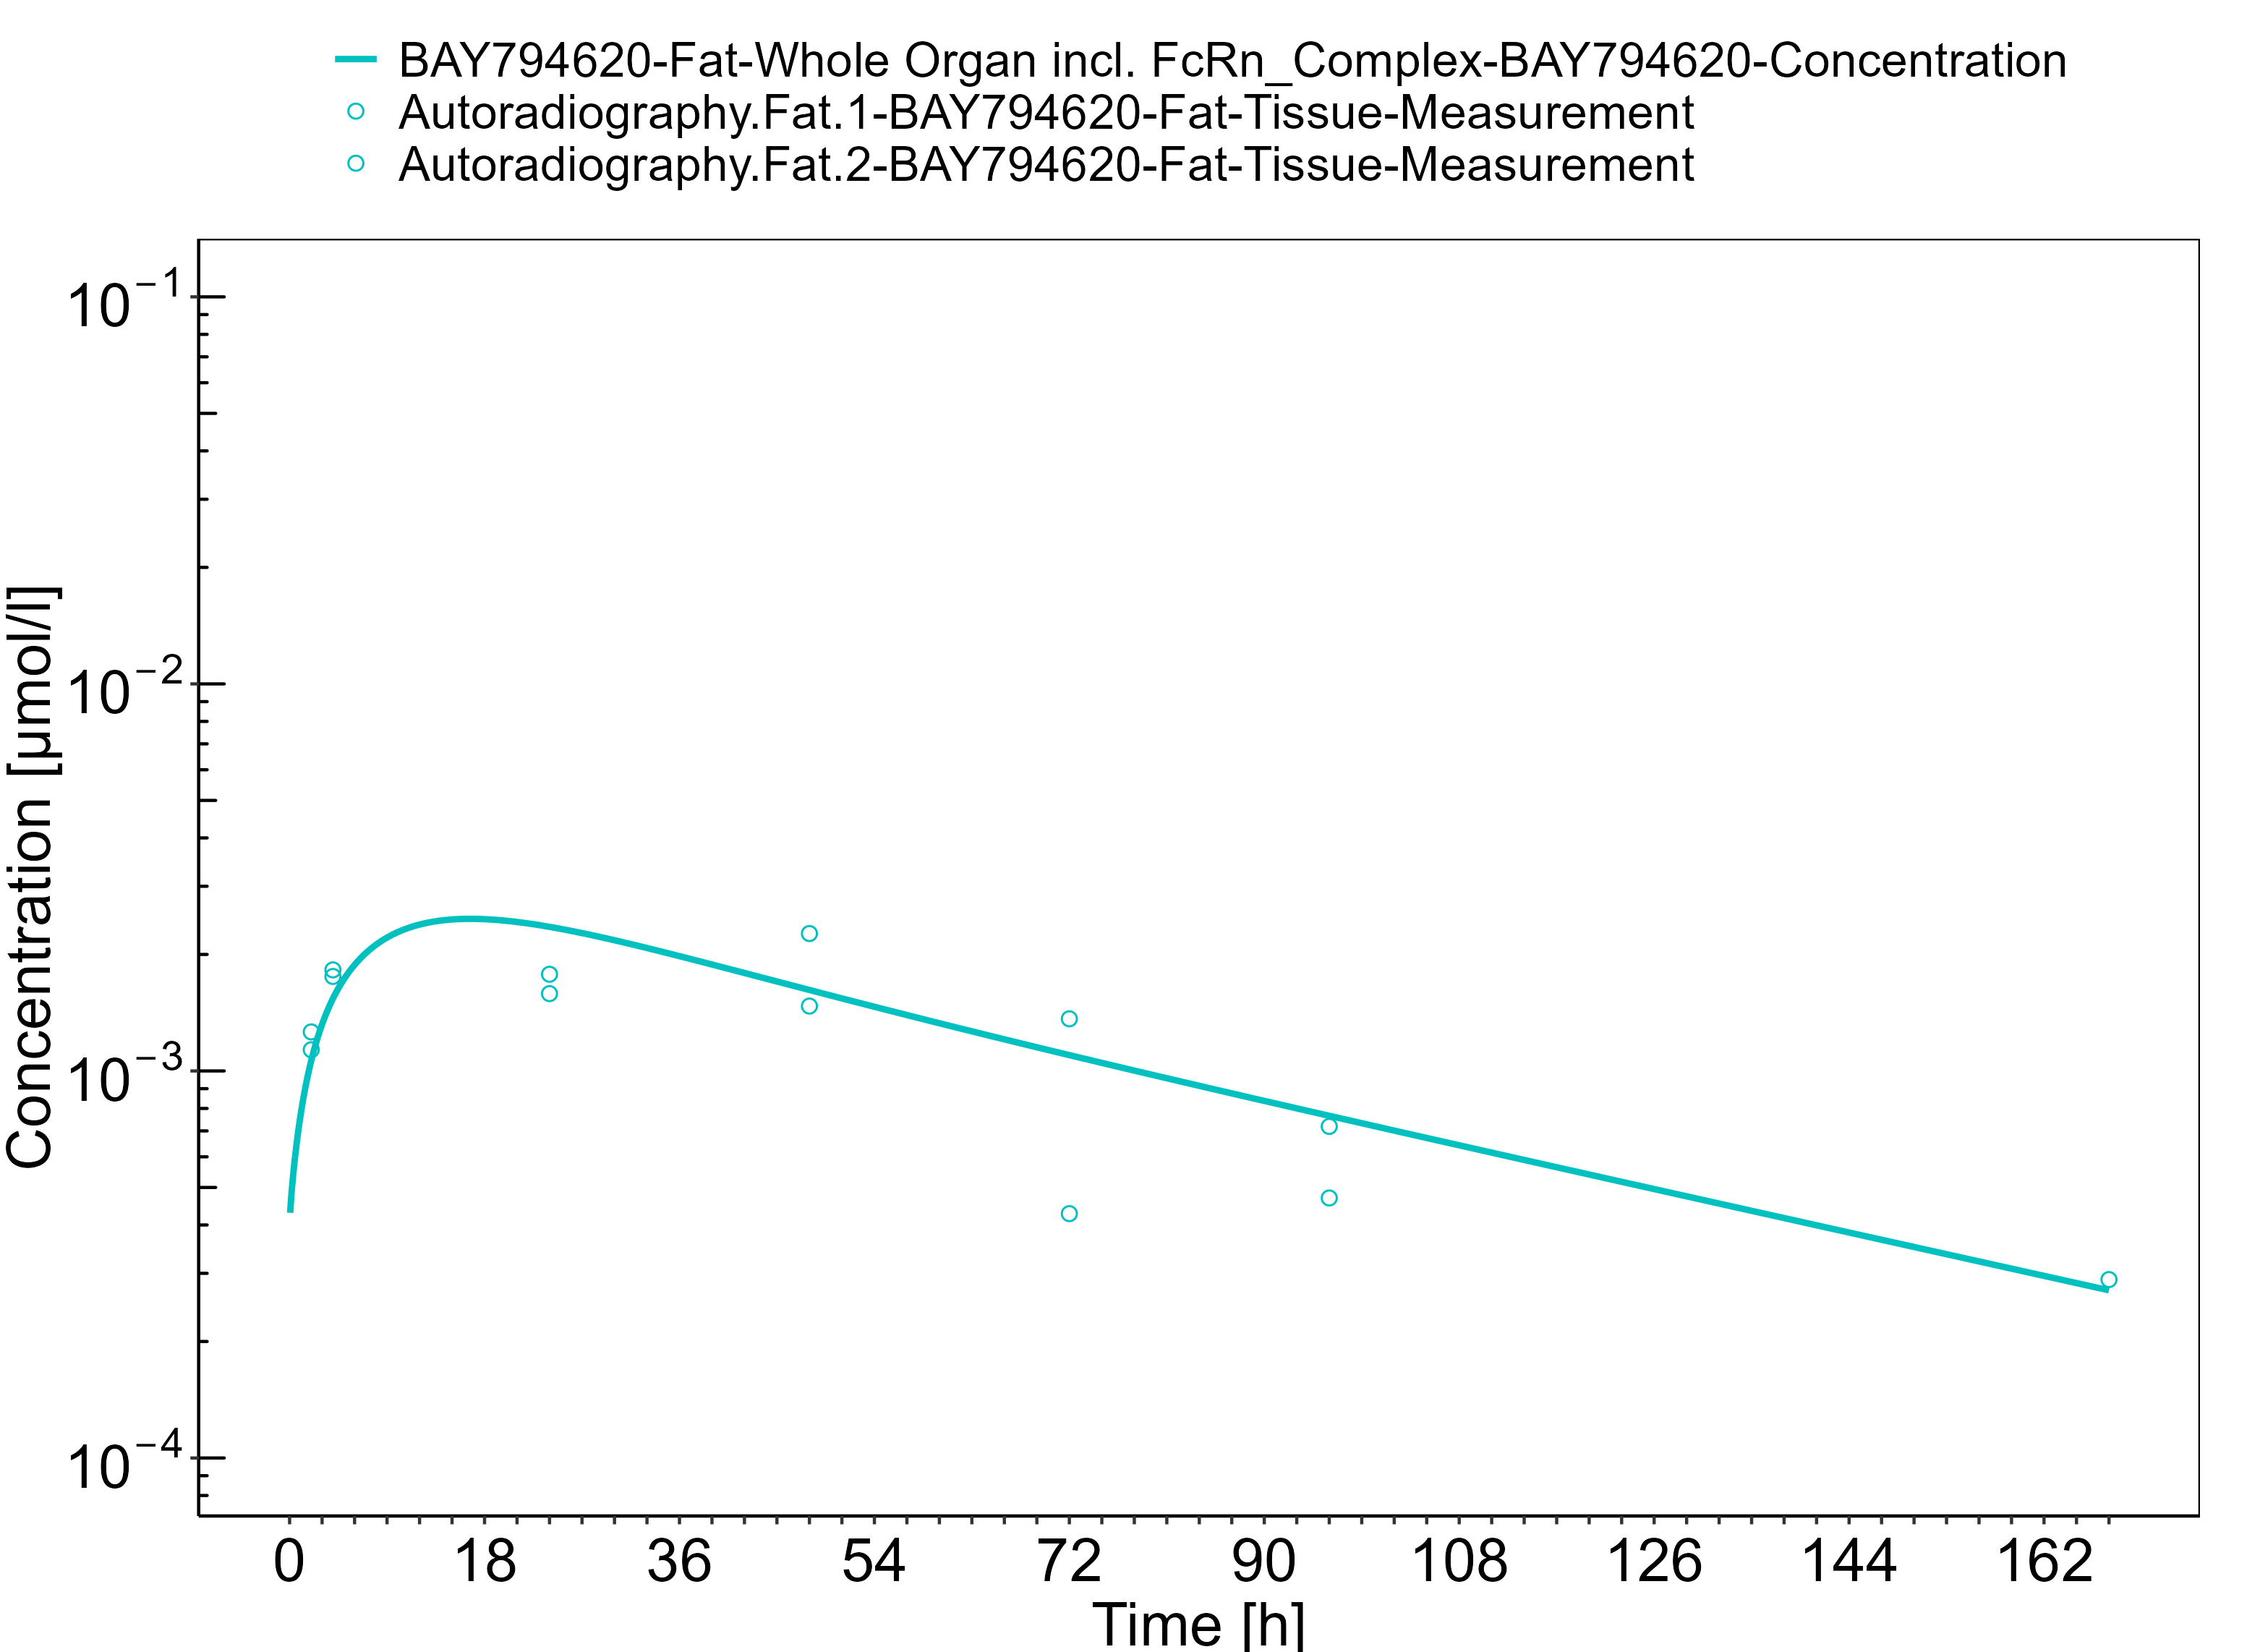 BAY794620-Fat-Whole Organ incl. FcRn_Complex-BAY794620-Concentration
Autoradiography.Fat.1-BAY794620-Fat-Tissue-Measurement
Autoradiography.Fat.2-BAY794620-Fat-Tissue-Measurement
Concentration [µmol/l]
10⁻¹
10⁻²
10⁻³
10⁻⁴
0 18 36 54 72 90 108 126 144 162
Time [h]